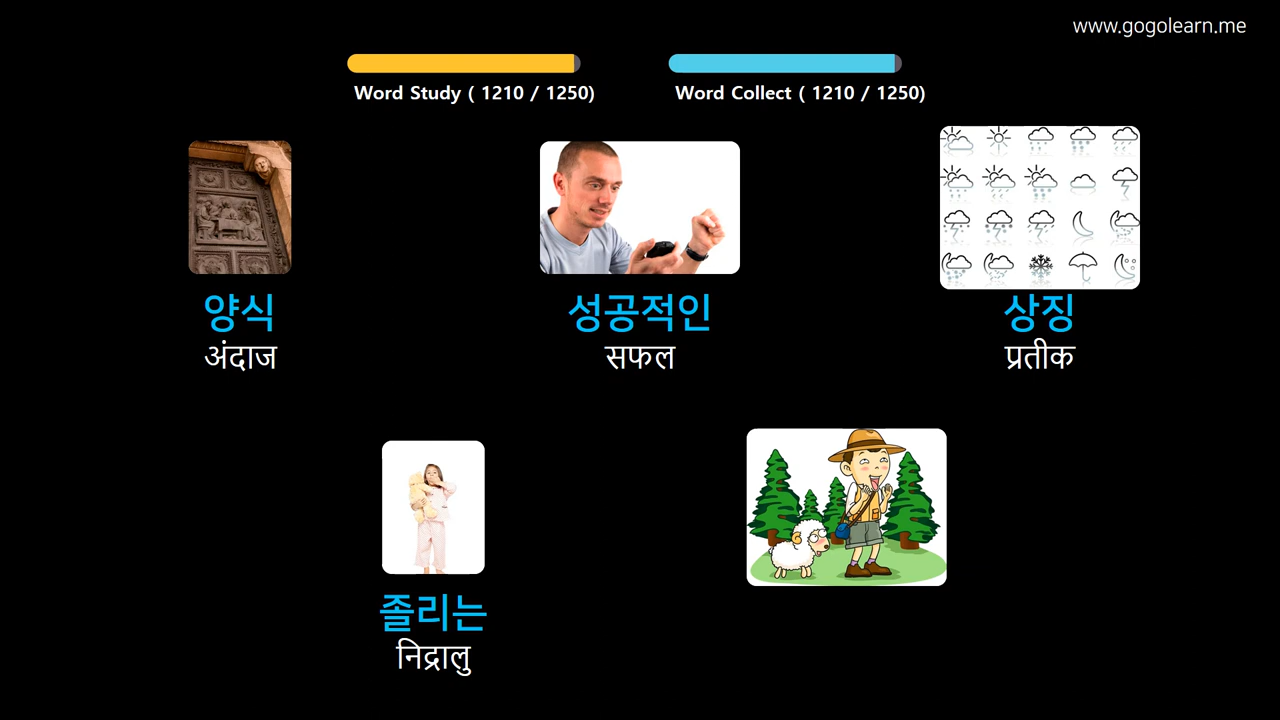 www.gogolearn.me
Word Study ( 1210 / 1250)
Word Collect ( 1210 / 1250)
양식
अंदाज
성공적인
सफल
상징
प्रतीक
졸리는
निद्रालु